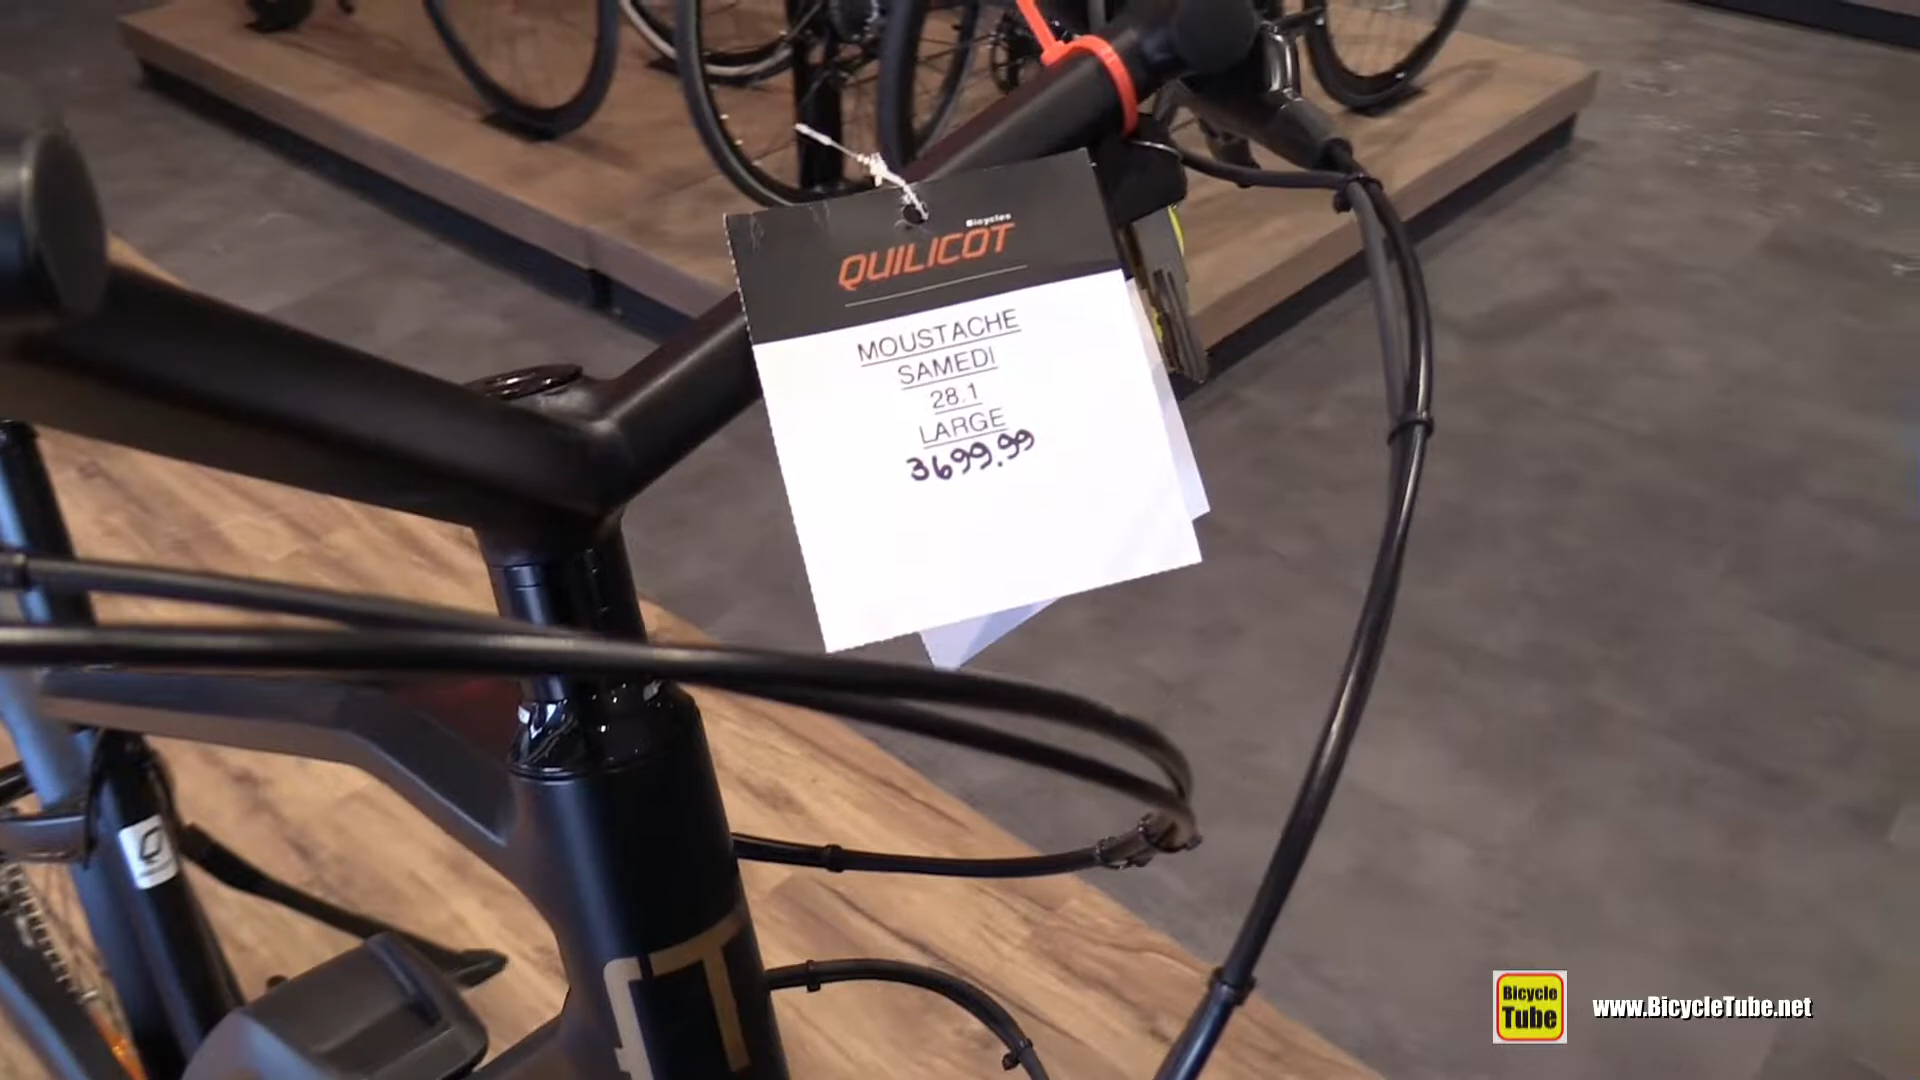 Bicycles
QUILICOT
MOUSTACHE
SAMEDI
28.1
LARGE
3699.99
Bicycle
Tube
www.BicycleTube.net